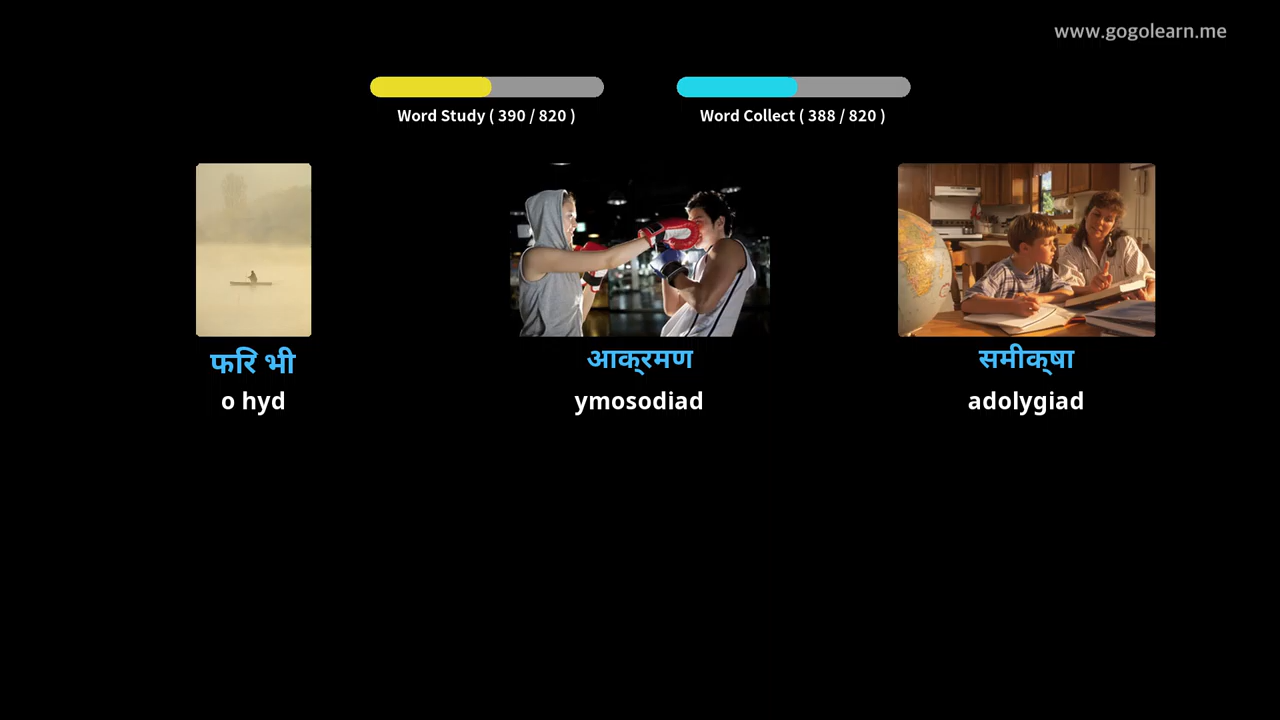 www.gogolearn.me
Word Study ( 390 / 820 )
Word Collect ( 388 / 820 )
फरि भी
आक्‌रमण
समीक्‌षा
o hyd
ymosodiad
adolygiad